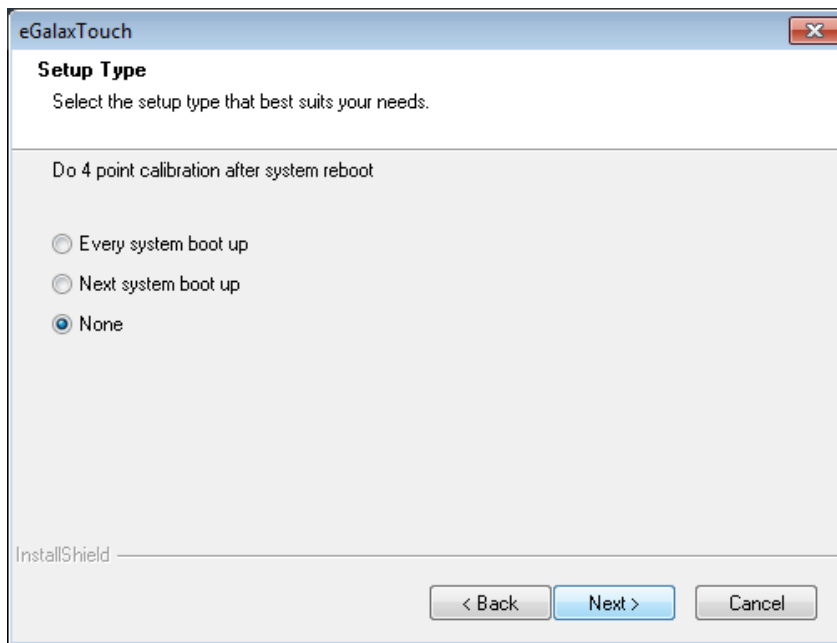 eGalaxTouch
Setup Type
Select the setup type that best suits your needs.
Do 4 point calibration after system reboot
Every system boot up
Next system boot up
None
InstallShield
< Back Next > Cancel